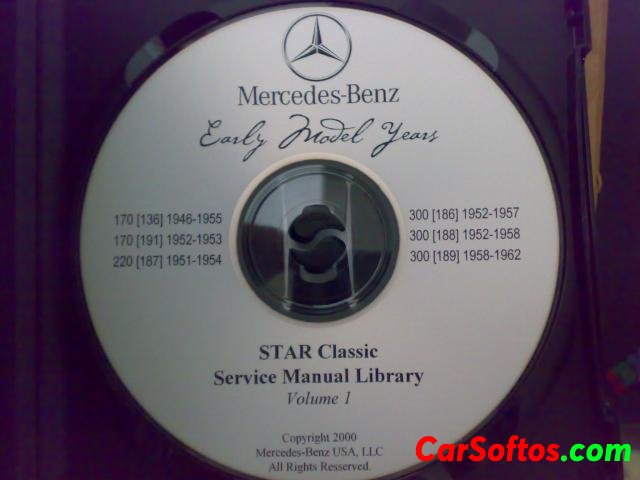 Mercedes-Benz
Early Model Years
170 [136] 1946-1955
170 [191] 1952-1953
220 [187] 1951-1954
300 [186] 1952-1957
300 [188] 1952-1958
300 [189] 1958-1962
STAR Classic
Service Manual Library
Volume 1
Copyright 2000
Mercedes-Benz USA, LLC
All Rights Reserved.
CarSoftos.com